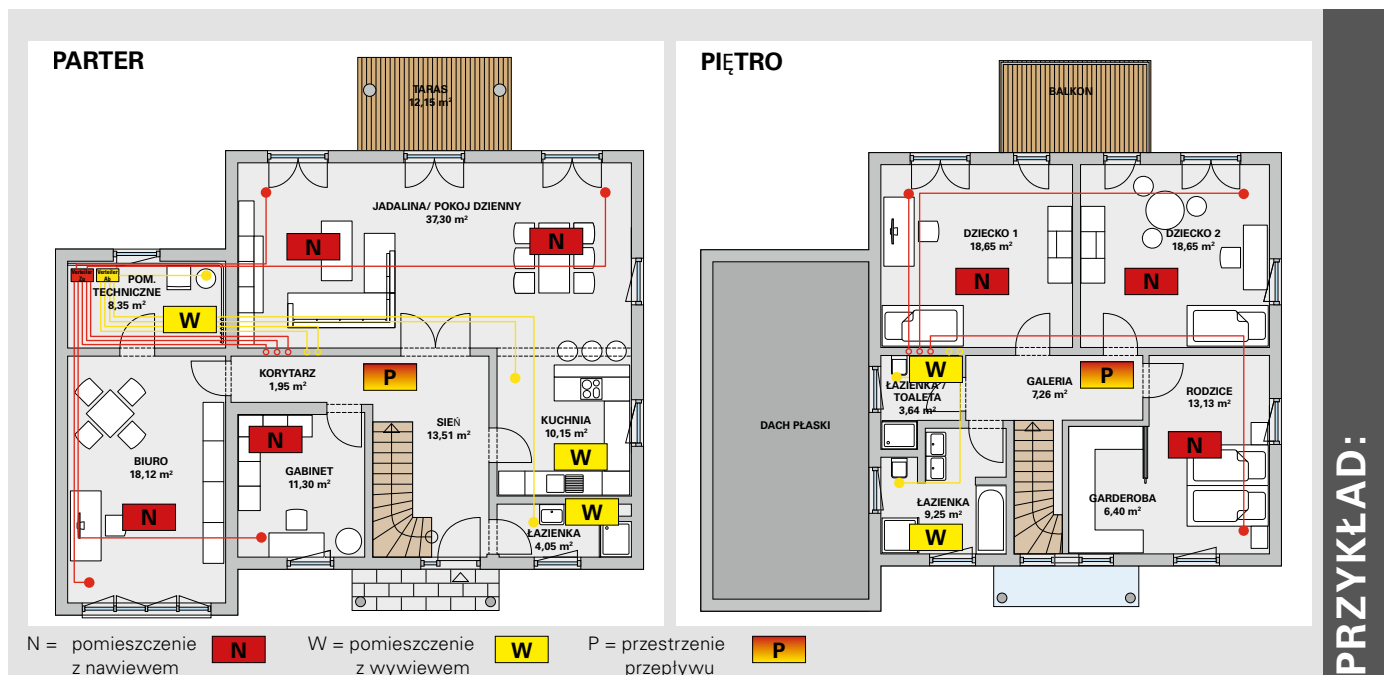 PARTER
TARAS
12,15 m²
JADALINA/ POKOJ DZIENNY
37,30 m²
N
N
Verteiler
Zu
Verteiler
Ab
POM.
TECHNICZNE
8,35 m²
W
KORYTARZ
1,95 m²
P
SIEŃ
13,51 m²
KUCHNIA
10,15 m²
W
BIURO
18,12 m²
N
N
GABINET
11,30 m²
W
ŁAZIENKA
4,05 m²
PIĘTRO
BALKON
DZIECKO 1
18,65 m²
N
DZIECKO 2
18,65 m²
N
DACH PŁASKI
W
ŁAZIENKA /
TOALETA
3,64 m²
GALERIA
7,26 m²
P
RODZICE
13,13 m²
N
GARDEROBA
6,40 m²
ŁAZIENKA
9,25 m²
W
N = pomieszczenie
z nawiewem
N
W = pomieszczenie
z wywiewem
W
P = przestrzenie
przepływu
P
PRZYKŁAD: